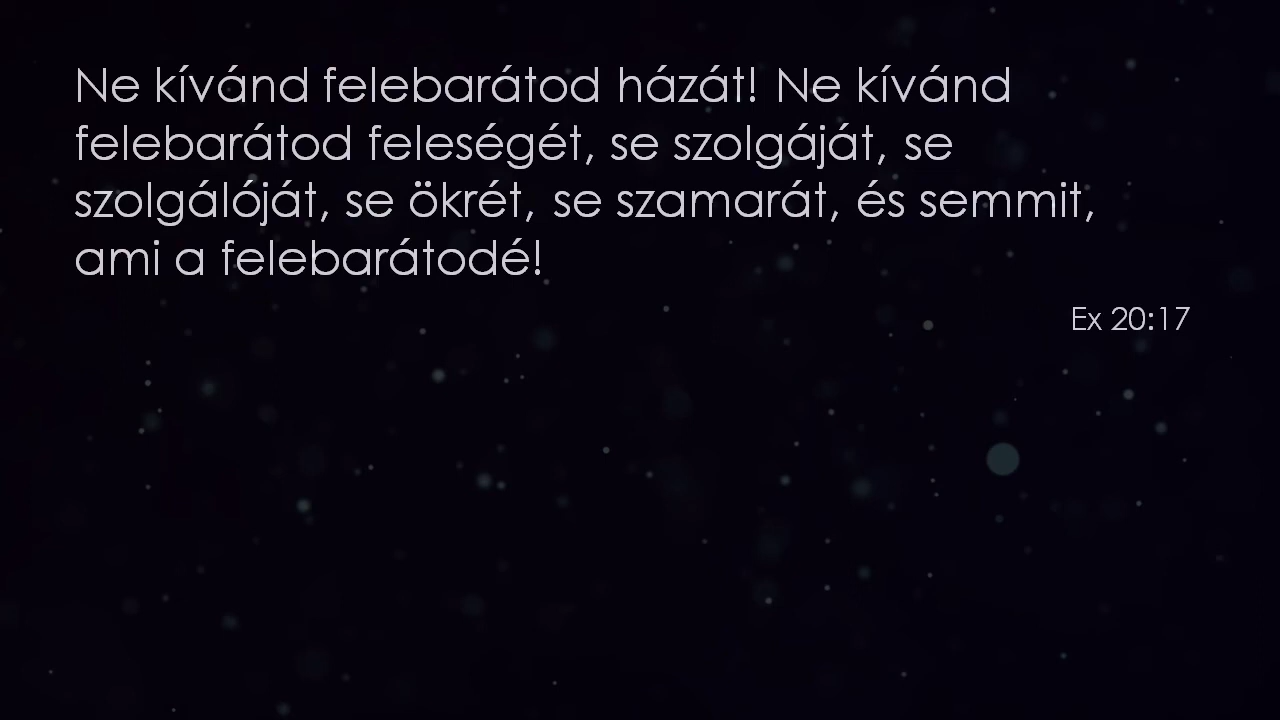 Ne kívánd felebarátod házát! Ne kívánd
felebarátod feleségét, se szolgáját, se
szolgálóját, se ökrét, se szamarát, és semmit,
ami a felebarátodé!
Ex 20:17